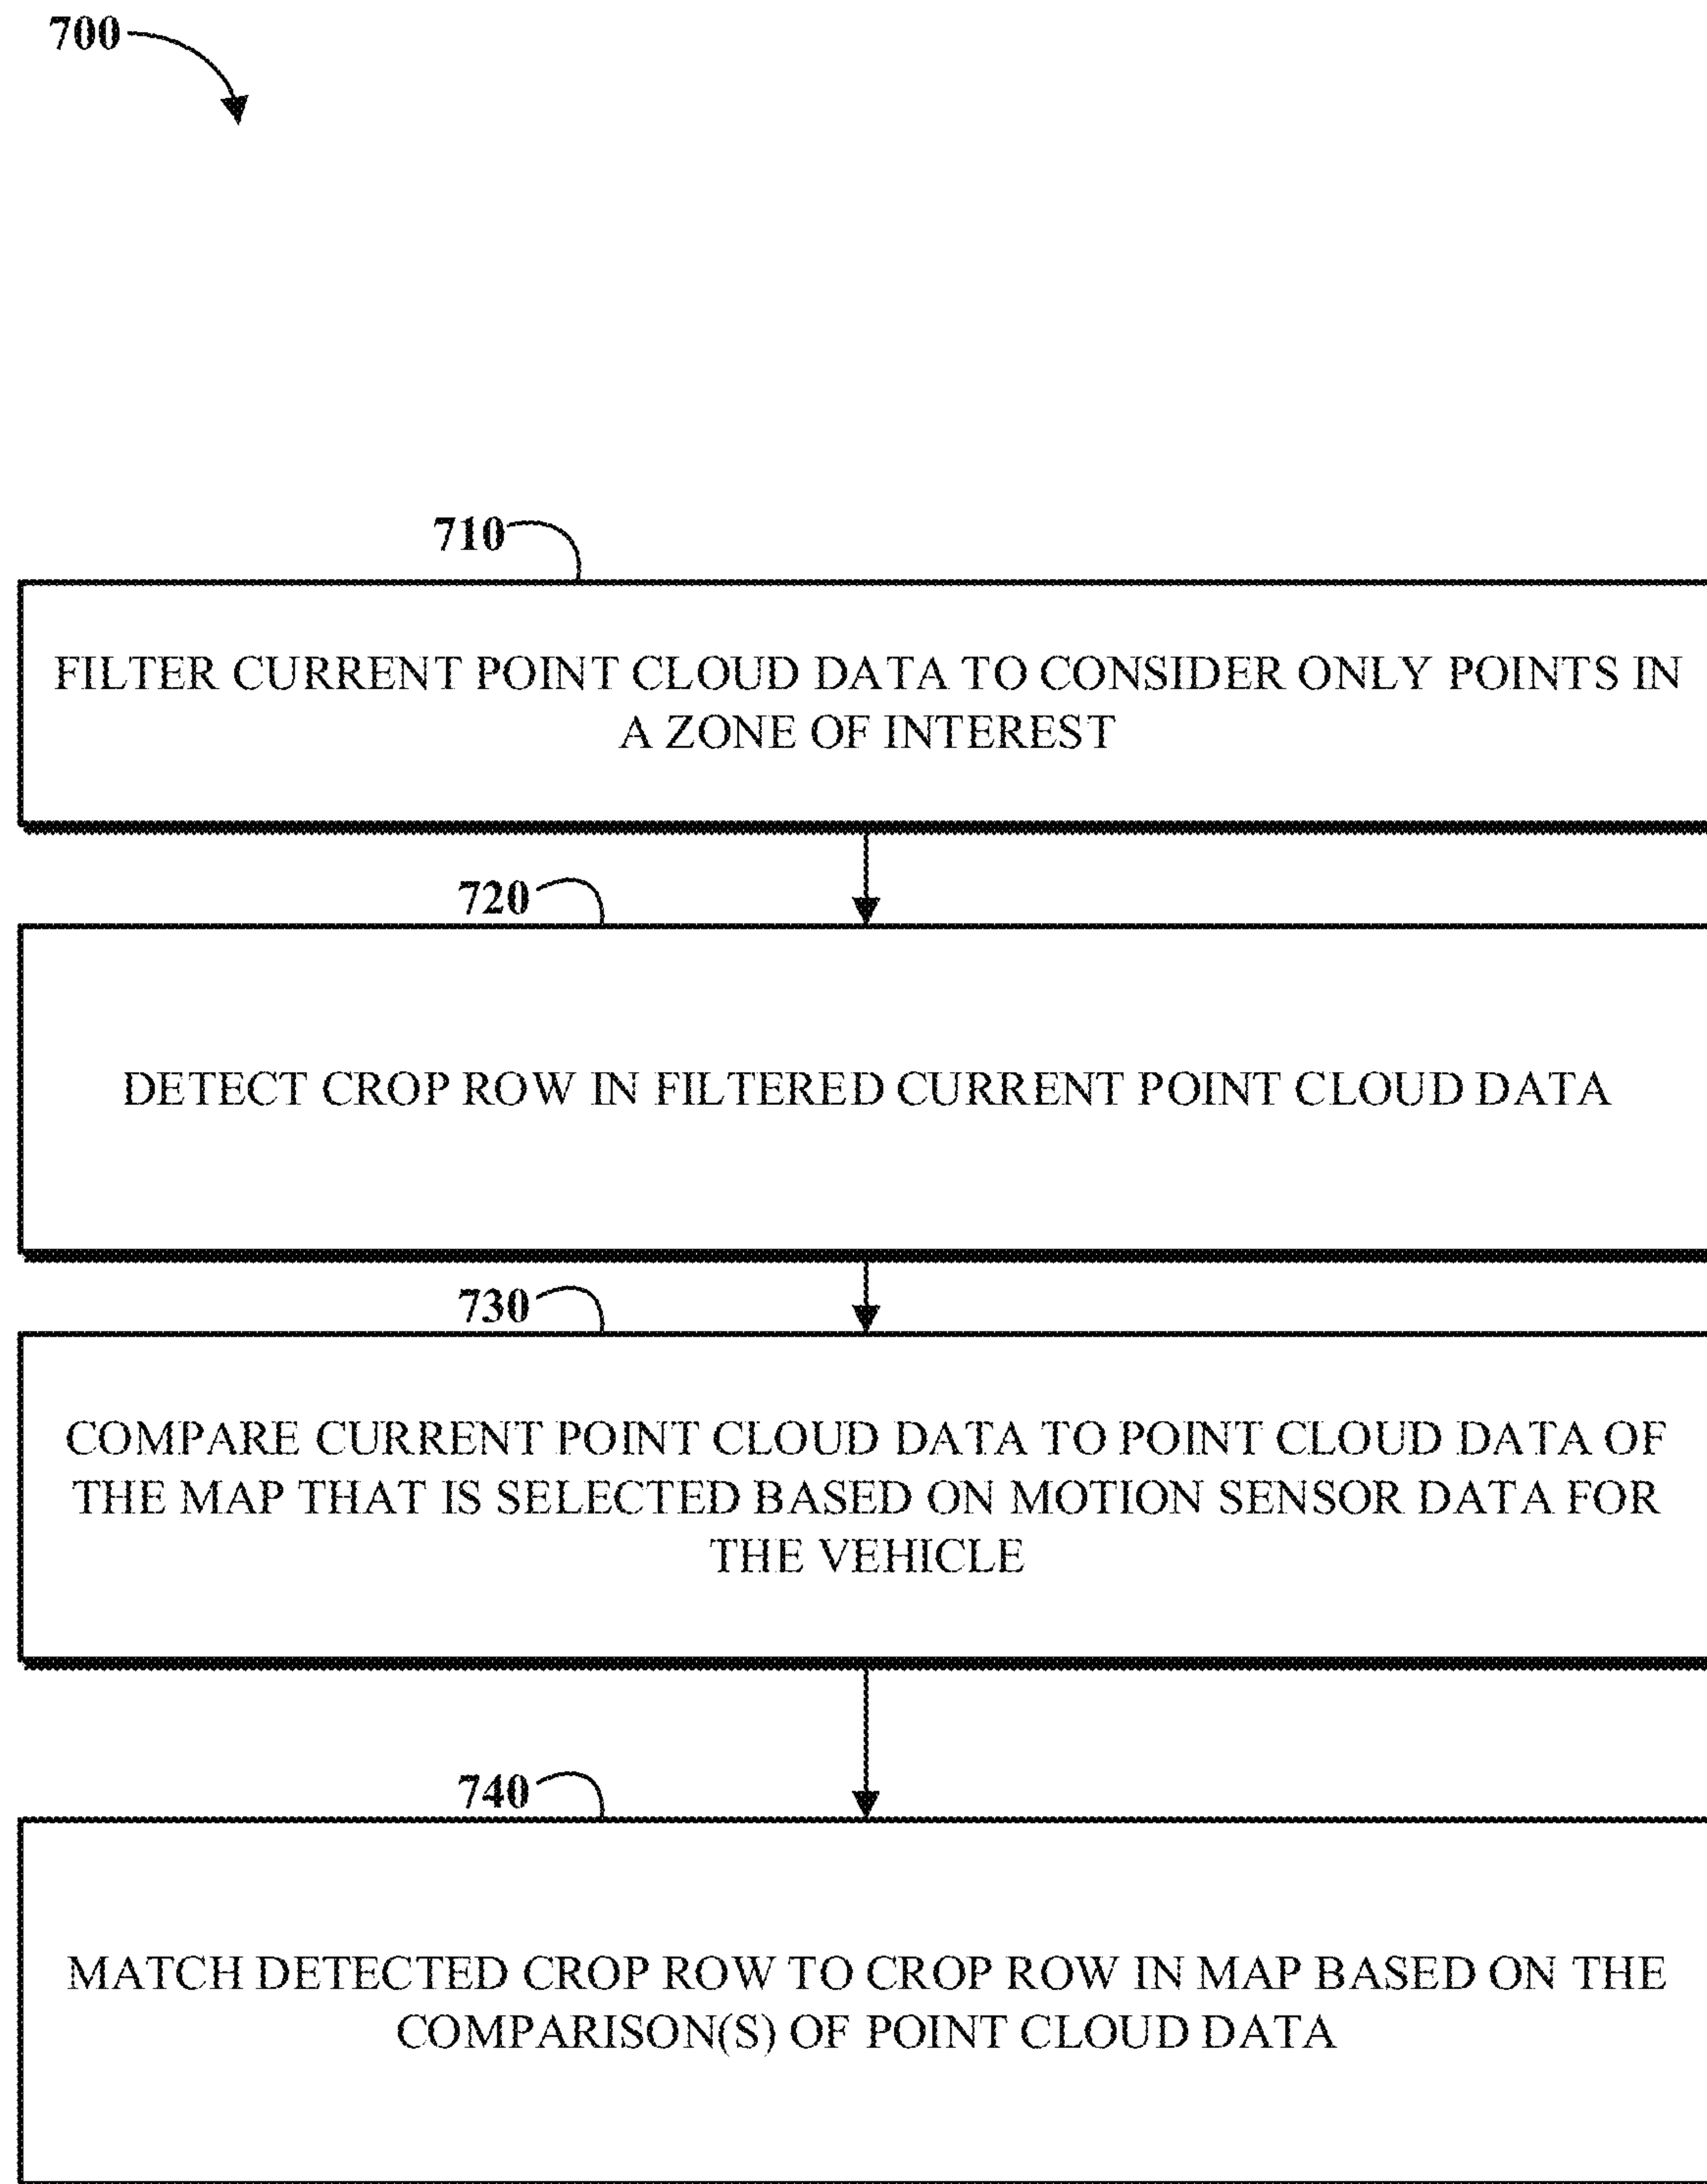 700
710
FILTER CURRENT POINT CLOUD DATA TO CONSIDER ONLY POINTS IN
A ZONE OF INTEREST
720
DETECT CROP ROW IN FILTERED CURRENT POINT CLOUD DATA
730
COMPARE CURRENT POINT CLOUD DATA TO POINT CLOUD DATA OF
THE MAP THAT IS SELECTED BASED ON MOTION SENSOR DATA FOR
THE VEHICLE
740
MATCH DETECTED CROP ROW TO CROP ROW IN MAP BASED ON THE
COMPARISON(S) OF POINT CLOUD DATA